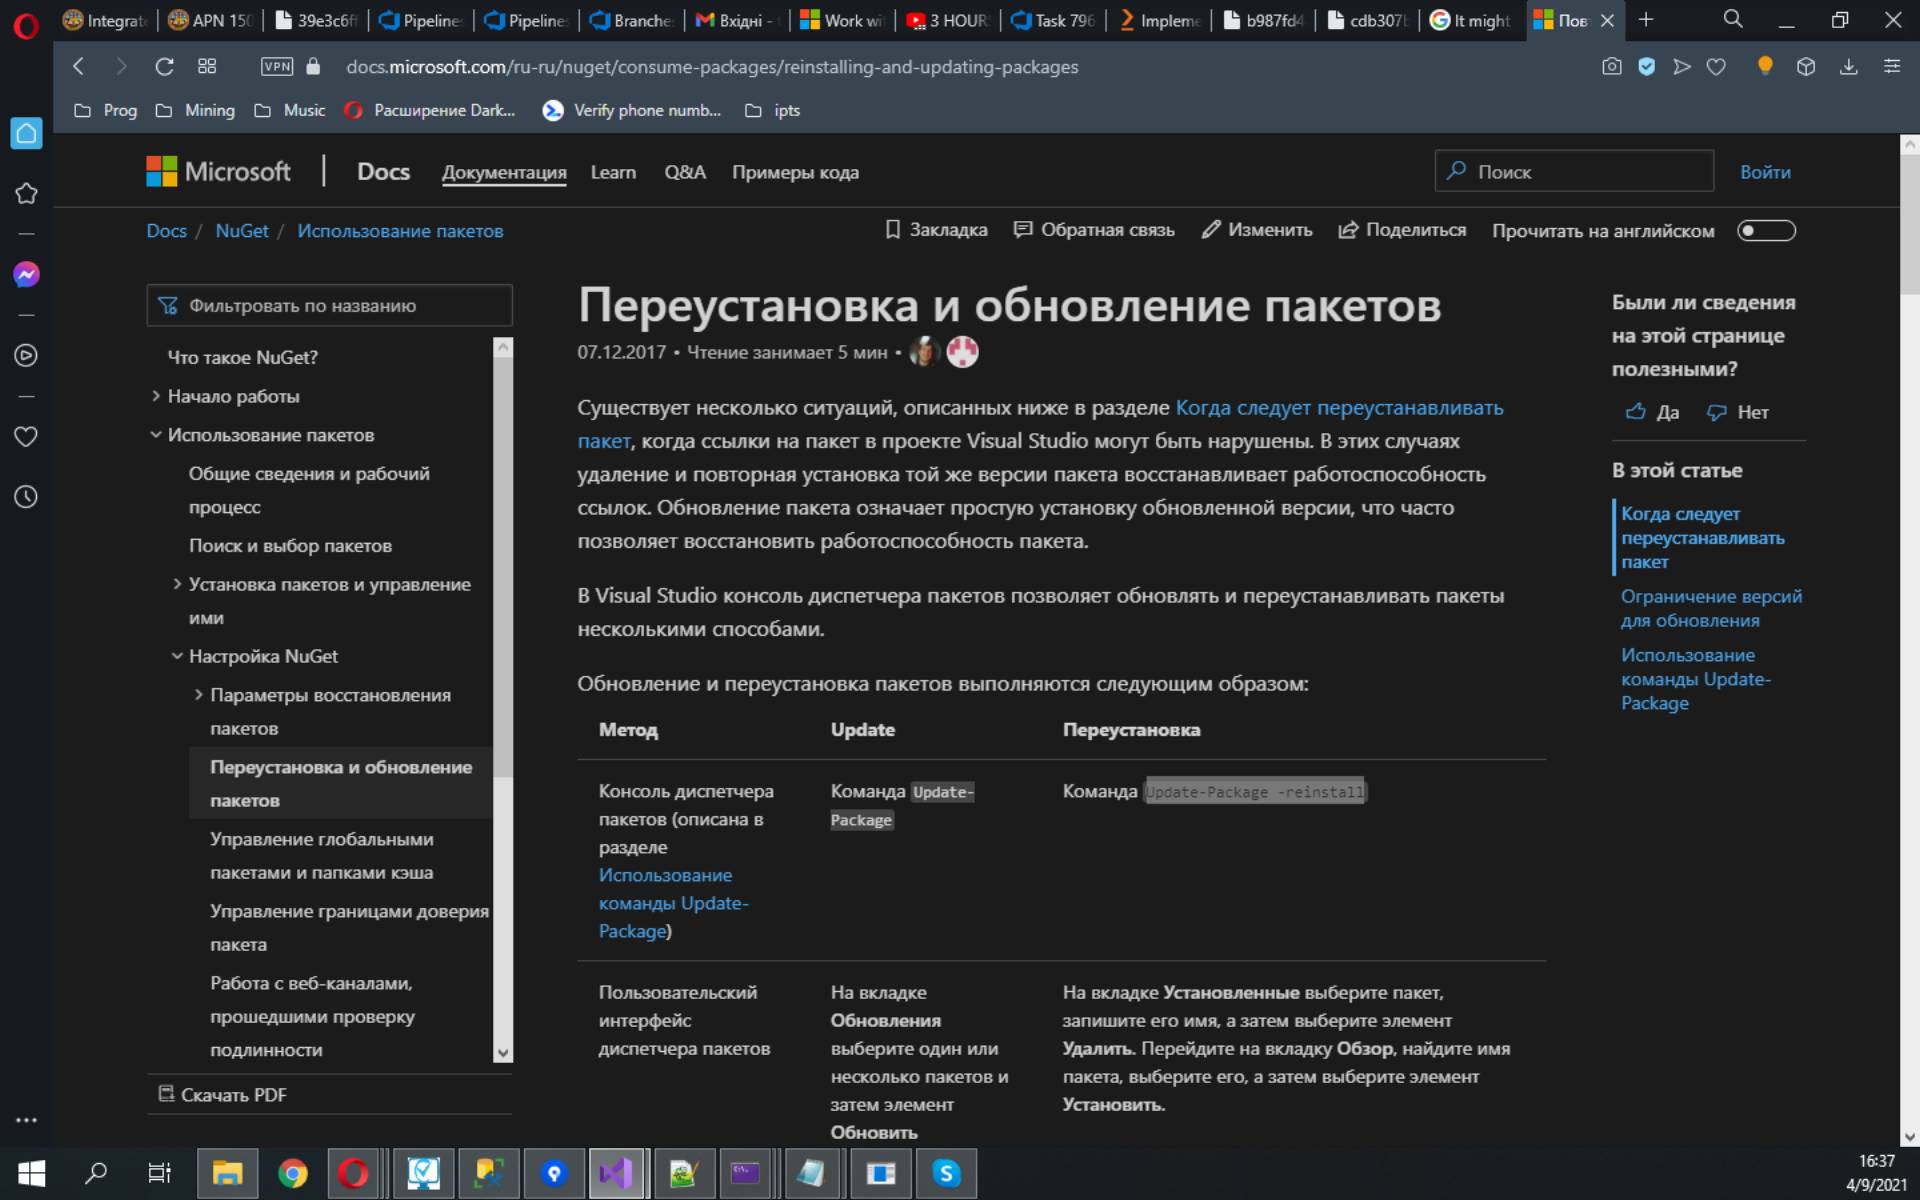 Integrat
APN 150
39e3c6ff
Pipeline
Pipeline
Branche
Вхідні -
Work wi
3 HOUR
Task 796
Impleme
b987fd4
cdb307b
It might
Пов
VPN
docs.microsoft.com/ru-ru/nuget/consume-packages/reinstalling-and-updating-packages
Prog
Mining
Music
Расширение Dark...
Verify phone numb...
ipts
Microsoft
Docs
Документация
Learn
Q&A
Примеры кода
Поиск
Войти
Docs / NuGet / Использование пакетов
Закладка
Обратная связь
Изменить
Поделиться
Прочитать на английском
Фильтровать по названию
Что такое NuGet?
Начало работы
Использование пакетов
Общие сведения и рабочий
процесс
Поиск и выбор пакетов
Установка пакетов и управление
ими
Настройка NuGet
Параметры восстановления
пакетов
Переустановка и обновление
пакетов
Управление глобальными
пакетами и папками кэша
Управление границами доверия
пакета
Работа с веб-каналами,
прошедшими проверку
подлинности
Скачать PDF
Переустановка и обновление пакетов
07.12.2017 • Чтение занимает 5 мин •
Существует несколько ситуаций, описанных ниже в разделе Когда следует переустанавливать
пакет, когда ссылки на пакет в проекте Visual Studio могут быть нарушены. В этих случаях
удаление и повторная установка той же версии пакета восстанавливает работоспособность
ссылок. Обновление пакета означает простую установку обновленной версии, что часто
позволяет восстановить работоспособность пакета.
В Visual Studio консоль диспетчера пакетов позволяет обновлять и переустанавливать пакеты
несколькими способами.
Обновление и переустановка пакетов выполняются следующим образом:
Метод
Update
Переустановка
Консоль диспетчера
пакетов (описана в
разделе
Использование
команды Update-
Package)
Команда Update-
Package
Команда Update-Package -reinstall
Пользовательский
интерфейс
диспетчера пакетов
На вкладке
Обновления
выберите один или
несколько пакетов и
затем элемент
Обновить
На вкладке Установленные выберите пакет,
запишите его имя, а затем выберите элемент
Удалить. Перейдите на вкладку Обзор, найдите имя
пакета, выберите его, а затем выберите элемент
Установить.
Были ли сведения
на этой странице
полезными?
Да
Нет
В этой статье
Когда следует
переустанавливать
пакет
Ограничение версий
для обновления
Использование
команды Update-
Package
16:37
4/9/2021